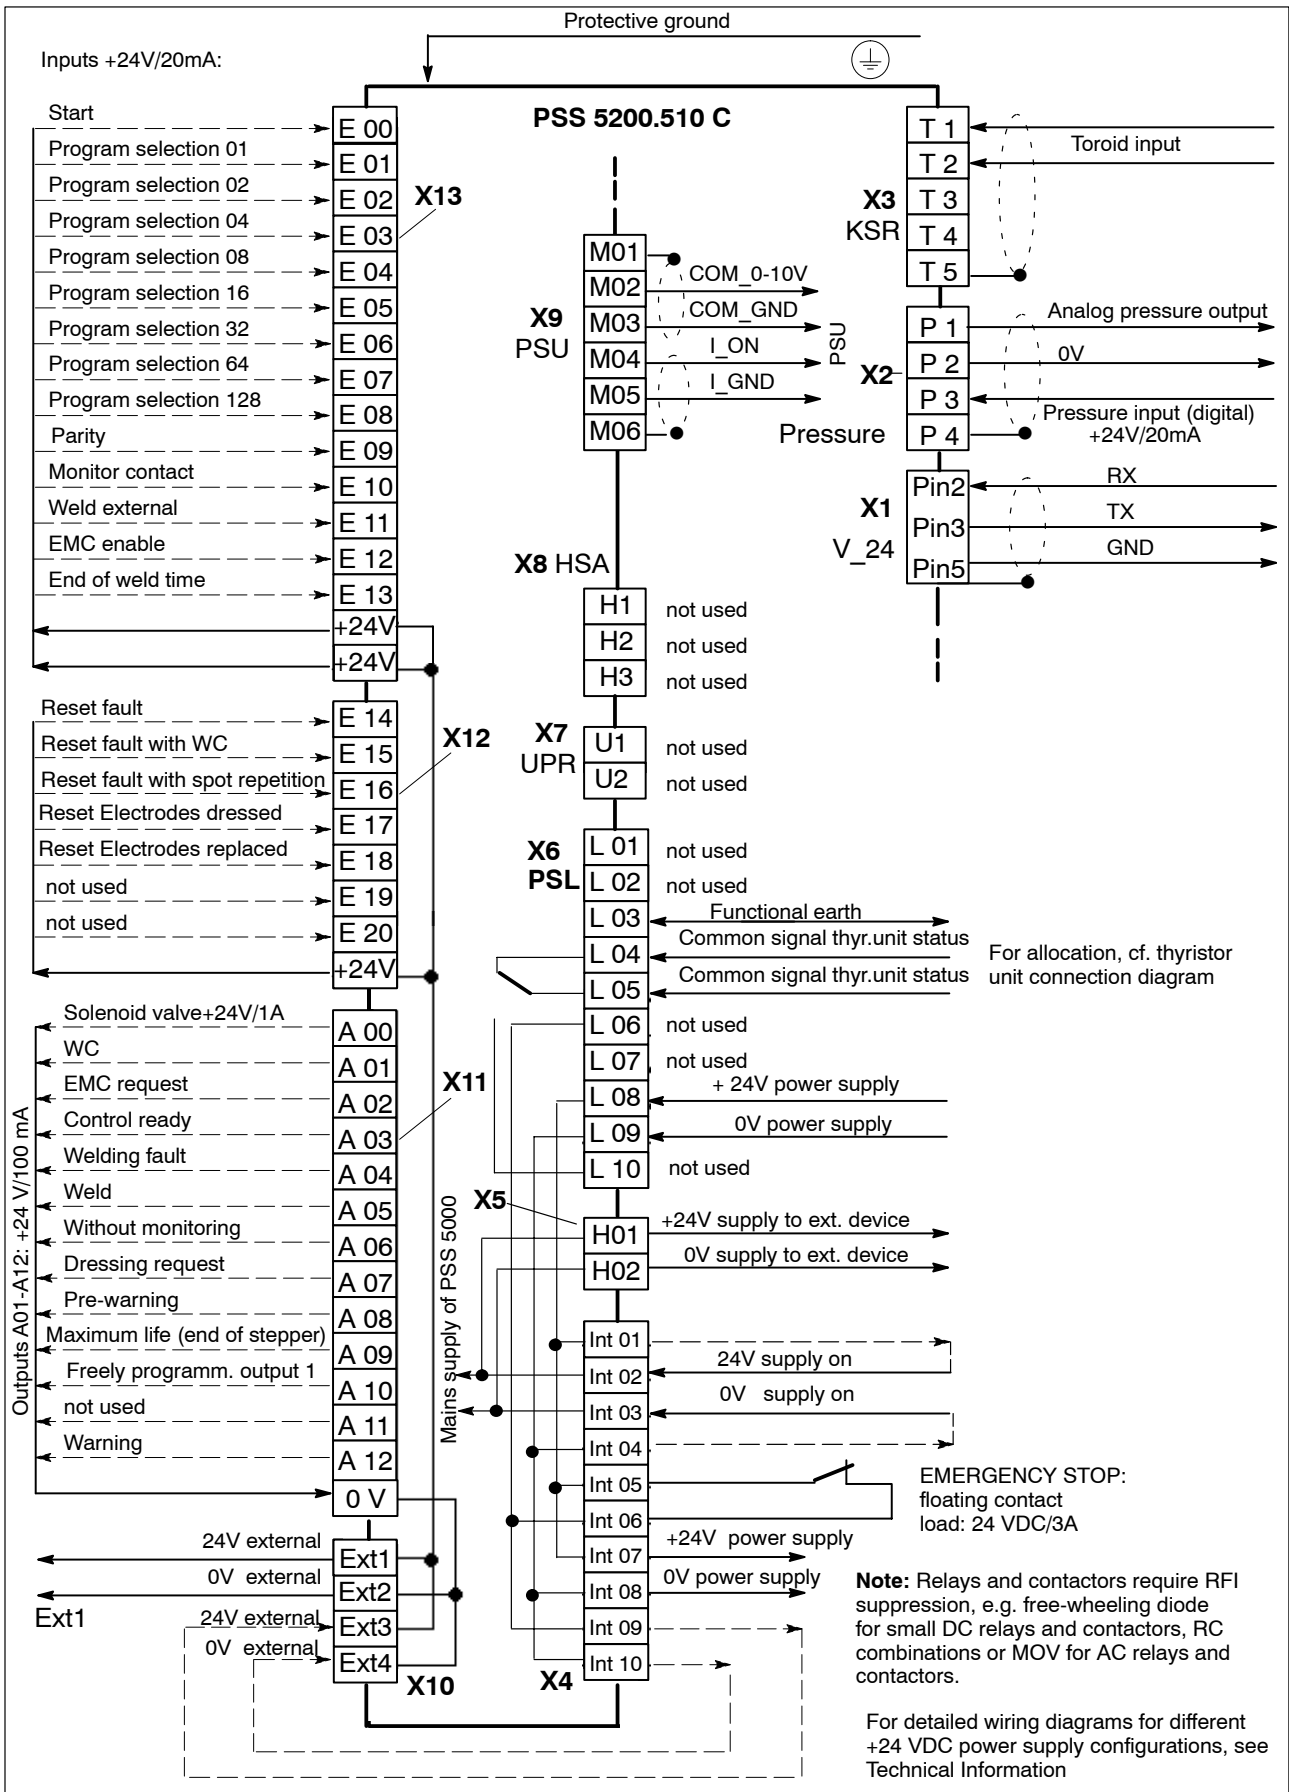 Protective ground
Inputs +24V/20mA:
PSS 5200.510 C
Start
E 00
Program selection 01
E 01
Program selection 02
E 02
Program selection 04
E 03
Program selection 08
E 04
Program selection 16
E 05
Program selection 32
E 06
Program selection 64
E 07
Program selection 128
E 08
Parity
E 09
Monitor contact
E 10
Weld external
E 11
EMC enable
E 12
End of weld time
E 13
+24V
+24V
X13
Reset fault
E 14
Reset fault with WC
E 15
Reset fault with spot repetition
E 16
Reset Electrodes dressed
E 17
Reset Electrodes replaced
E 18
not used
E 19
not used
E 20
+24V
X12
Outputs A01-A12: +24 V/100 mA
Solenoid valve+24V/1A
A 00
WC
A 01
EMC request
A 02
Control ready
A 03
Welding fault
A 04
Weld
A 05
Without monitoring
A 06
Dressing request
A 07
Pre-warning
A 08
Maximum life (end of stepper)
A 09
Freely programm. output 1
A 10
not used
A 11
Warning
A 12
0 V
X11
24V external
Ext1
0V external
Ext2
Ext1
24V external
Ext3
0V external
Ext4
X10
X9
PSU
M01
M02
COM_0-10V
M03
COM_GND
M04
I_ON
M05
I_GND
M06
PSU
X8 HSA
H1
not used
H2
not used
H3
not used
X7
UPR
U1
not used
U2
not used
X6
PSL
L 01
not used
L 02
not used
L 03
Functional earth
L 04
Common signal thyr.unit status
L 05
Common signal thyr.unit status
For allocation, cf. thyristor
unit connection diagram
L 06
not used
L 07
not used
L 08
+ 24V power supply
L 09
0V power supply
L 10
not used
X5
H01
+24V supply to ext. device
H02
0V supply to ext. device
Mains supply of PSS 5000
Int 01
Int 02
24V supply on
Int 03
0V supply on
Int 04
Int 05
Int 06
EMERGENCY STOP:
floating contact
load: 24 VDC/3A
Int 07
+24V power supply
Int 08
0V power supply
Int 09
Int 10
X4
X3
KSR
T 1
T 2
Toroid input
T 3
T 4
T 5
X2
Pressure
P 1
Analog pressure output
P 2
0V
P 3
Pressure input (digital)
+24V/20mA
P 4
X1
V_24
Pin2
RX
Pin3
TX
Pin5
GND
Note: Relays and contactors require RFI
suppression, e.g. free-wheeling diode
for small DC relays and contactors, RC
combinations or MOV for AC relays and
contactors.
For detailed wiring diagrams for different
+24 VDC power supply configurations, see
Technical Information